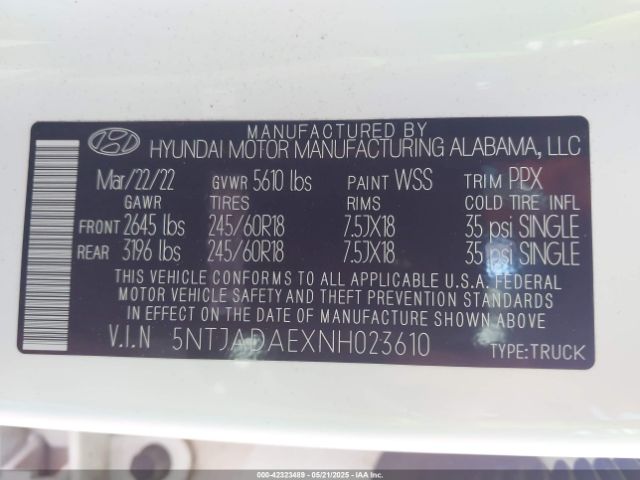 MANUFACTURED BY
HYUNDAI MOTOR MANUFACTURING ALABAMA, LLC
Mar/22/22 GVWR 5610 lbs PAINT WSS TRIM PPX
GAWR TIRES RIMS COLD TIRE INFL
FRONT 2645 lbs 245/60R18 7.5JX18 35 psi SINGLE
REAR 3196 lbs 245/60R18 7.5JX18 35 psi SINGLE
THIS VEHICLE CONFORMS TO ALL APPLICABLE U.S.A. FEDERAL
MOTOR VEHICLE SAFETY AND THEFT PREVENTION STANDARDS
IN EFFECT ON THE DATE OF MANUFACTURE SHOWN ABOVE.
V.I.N 5NTJADAEXNH023610 TYPE:TRUCK
000-42323489 - 05/21/2025 - IAAI.COM